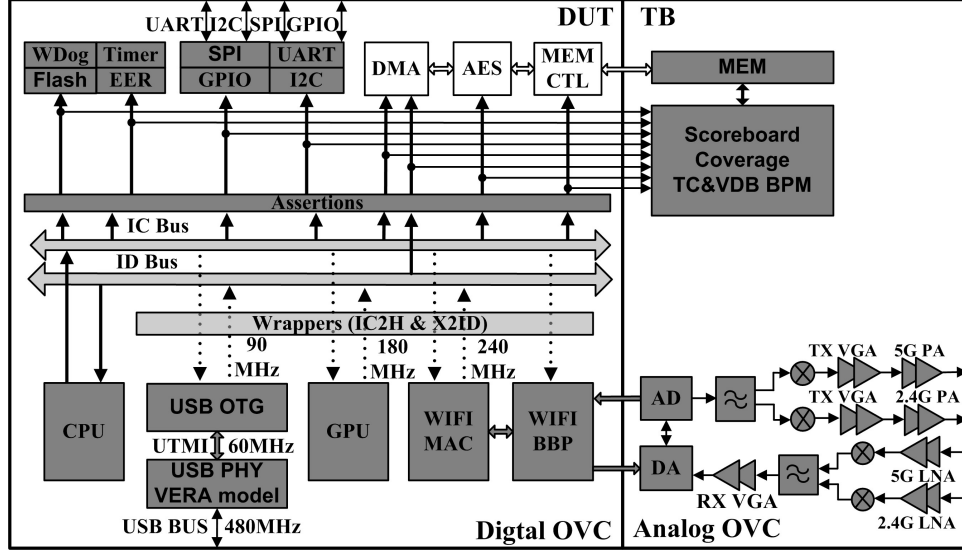 UART I2C SPI GPIO
DUT
TB
WDog Timer
Flash EER
SPI UART
GPIO I2C
DMA
AES
MEM
CTL
MEM
Scoreboard
Coverage
TC&VDB BPM
Assertions
IC Bus
ID Bus
Wrappers (IC2H & X2ID)
90
MHz
180
MHz
240
MHz
CPU
USB OTG
UTMI 60MHz
USB PHY
VERA model
USB BUS 480MHz
GPU
WIFI
MAC
WIFI
BBP
AD
DA
TX VGA
5G PA
TX VGA
2.4G PA
RX VGA
5G LNA
2.4G LNA
Digtal OVC
Analog OVC